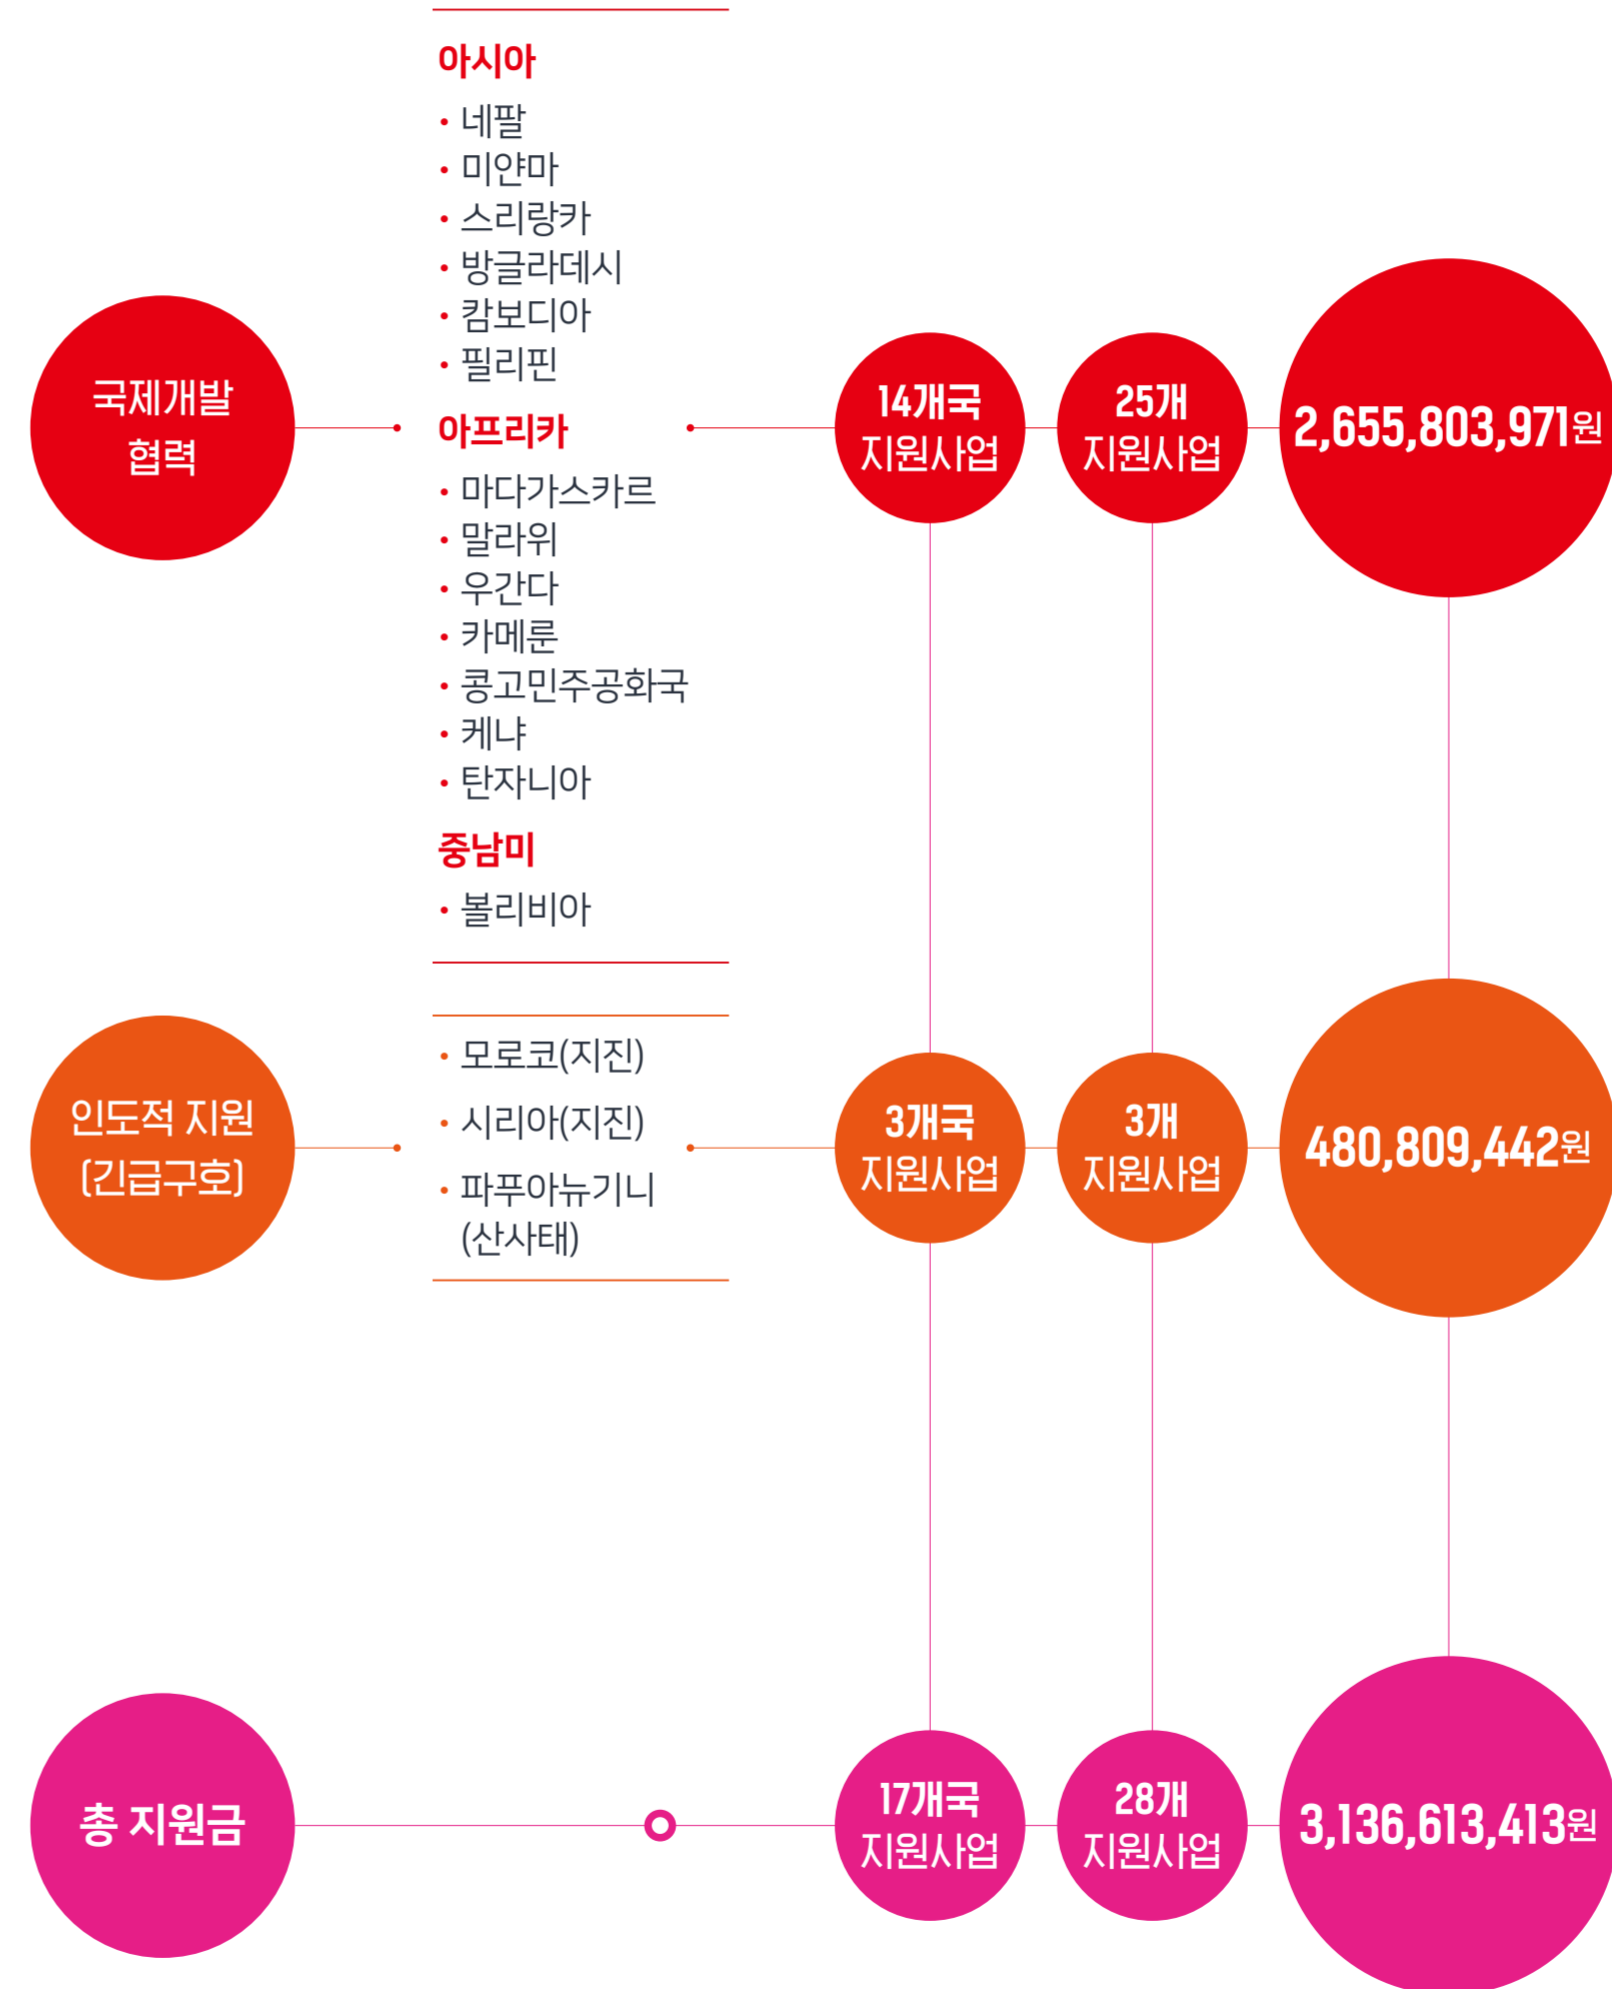 국제개발
협력
아시아
• 네팔
• 미얀마
• 스리랑카
• 방글라데시
• 캄보디아
• 필리핀
아프리카
• 마다가스카르
• 말라위
• 우간다
• 카메룬
• 콩고민주공화국
• 케냐
• 탄자니아
중남미
• 볼리비아
14개국
지원사업
25개
지원사업
2,655,803,971원
인도적 지원
(긴급구호)
• 모로코(지진)
• 시리아(지진)
• 파푸아뉴기니
(산사태)
3개국
지원사업
3개
지원사업
480,809,442원
총 지원금
17개국
지원사업
28개
지원사업
3,136,613,413원